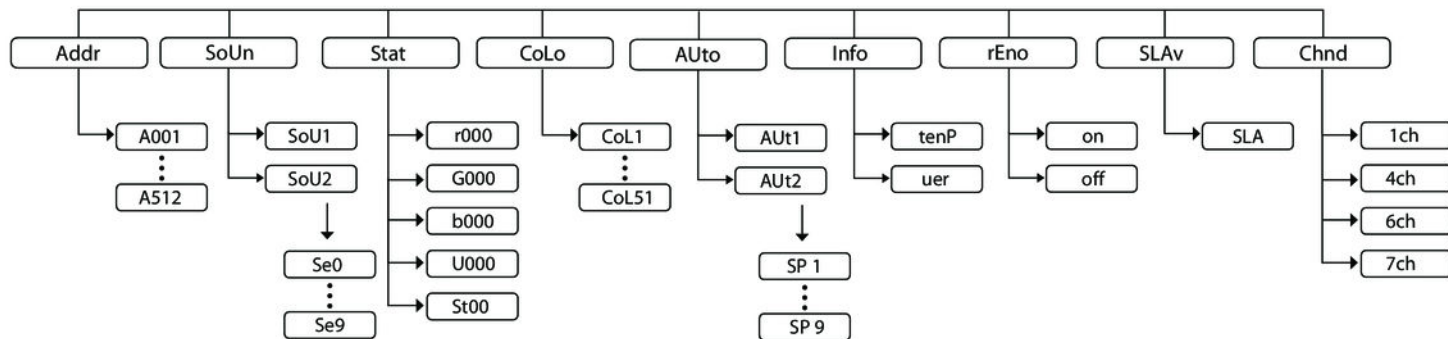 Addr
SoUn
Stat
CoLo
AUto
Info
rEno
SLAv
Chnd
A001
A512
SoU1
SoU2
Se0
Se9
r000
G000
b000
U000
St00
CoL1
CoL51
AUt1
AUt2
SP 1
SP 9
tenP
uer
on
off
SLA
1ch
4ch
6ch
7ch